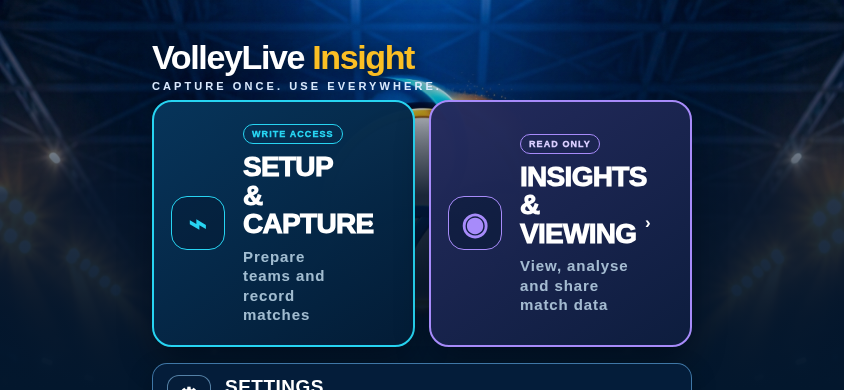 VolleyLive Insight
CAPTURE ONCE. USE EVERYWHERE.
WRITE ACCESS
SETUP
&
CAPTURE
Prepare
teams and
record
matches
READ ONLY
INSIGHTS
&
VIEWING ›
View, analyse
and share
match data
SETTINGS